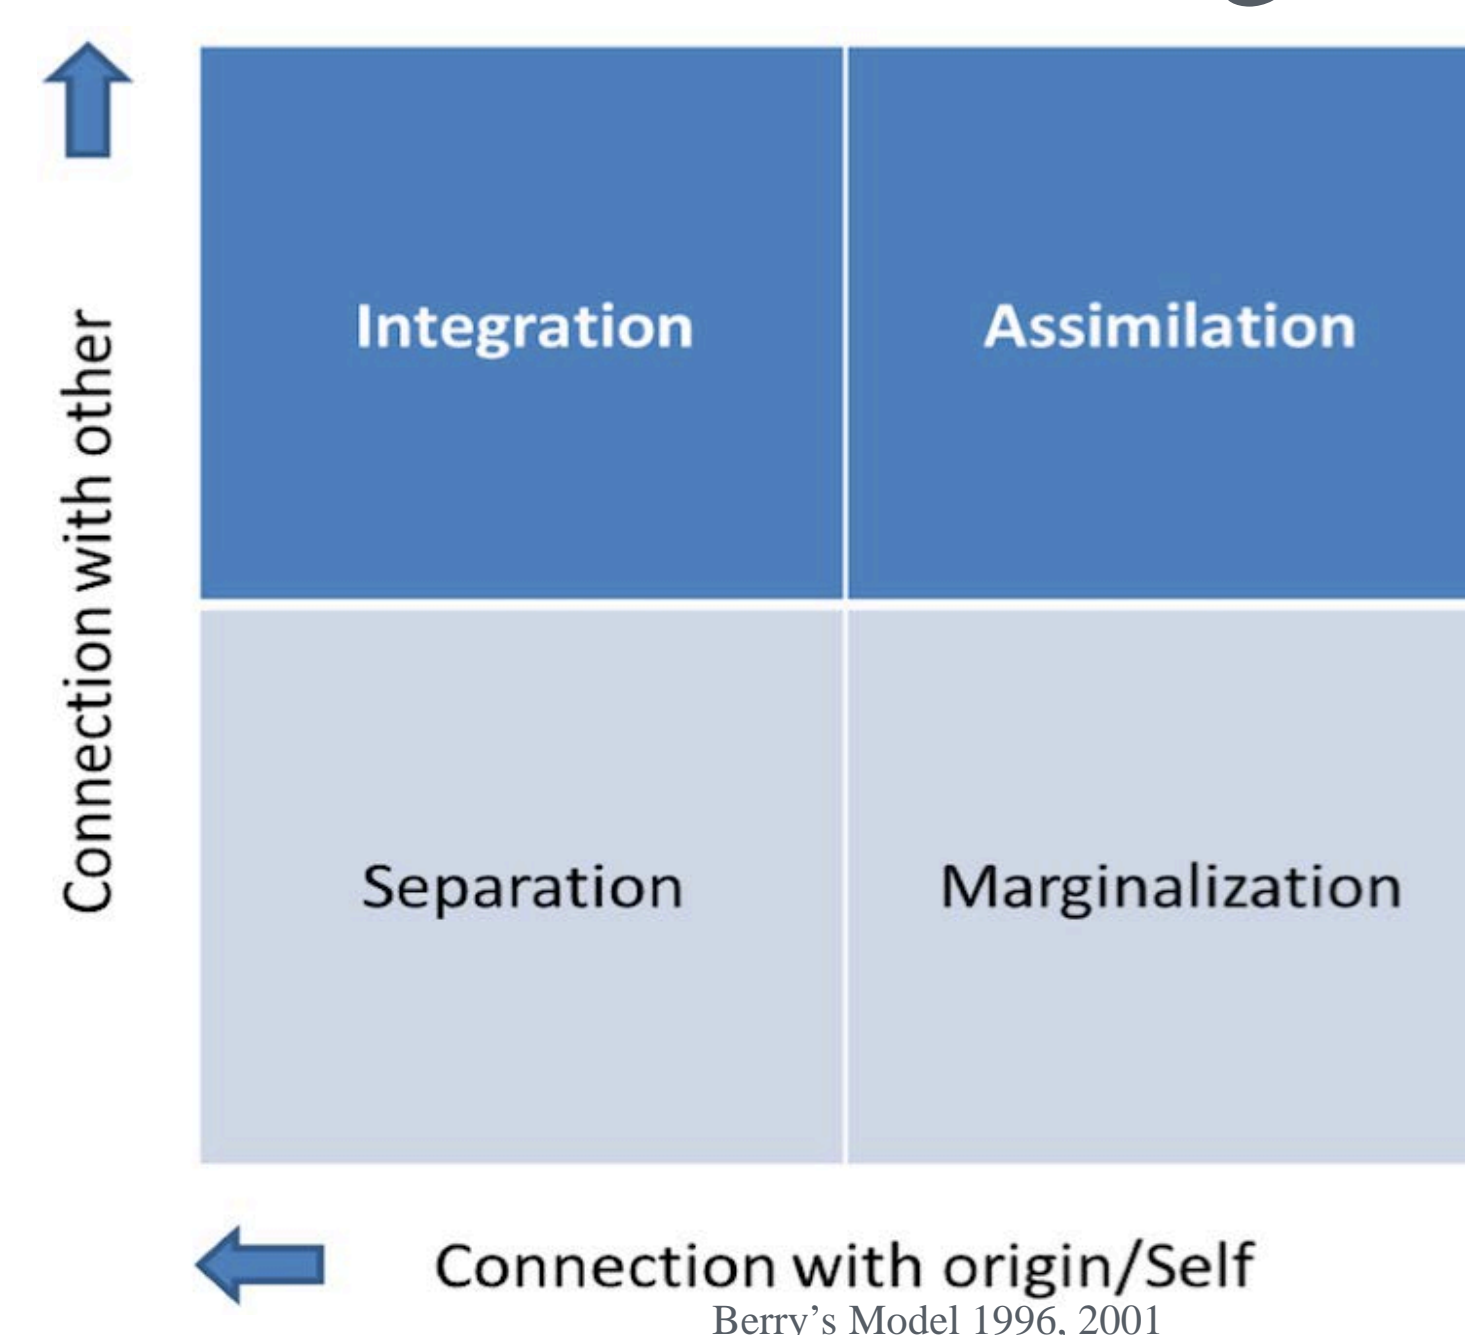 Connection with other
Integration
Assimilation
Separation
Marginalization
Connection with origin/Self
Berry's Model 1996, 2001